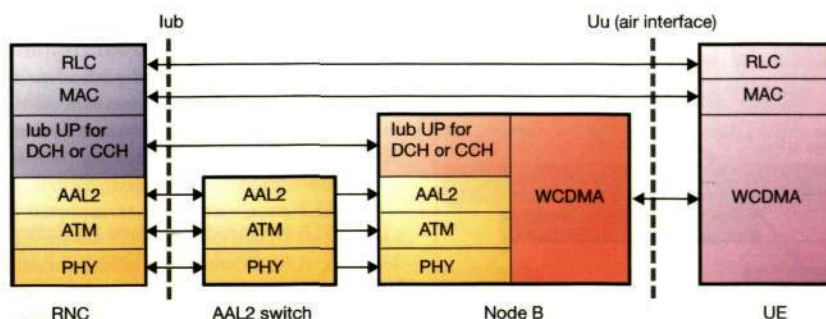 Iub
Uu (air interface)
RLC
MAC
Iub UP for
DCH or CCH
AAL2
ATM
PHY
RNC
AAL2
ATM
PHY
AAL2 switch
Iub UP for
DCH or CCH
AAL2
ATM
PHY
WCDMA
Node B
RLC
MAC
WCDMA
UE